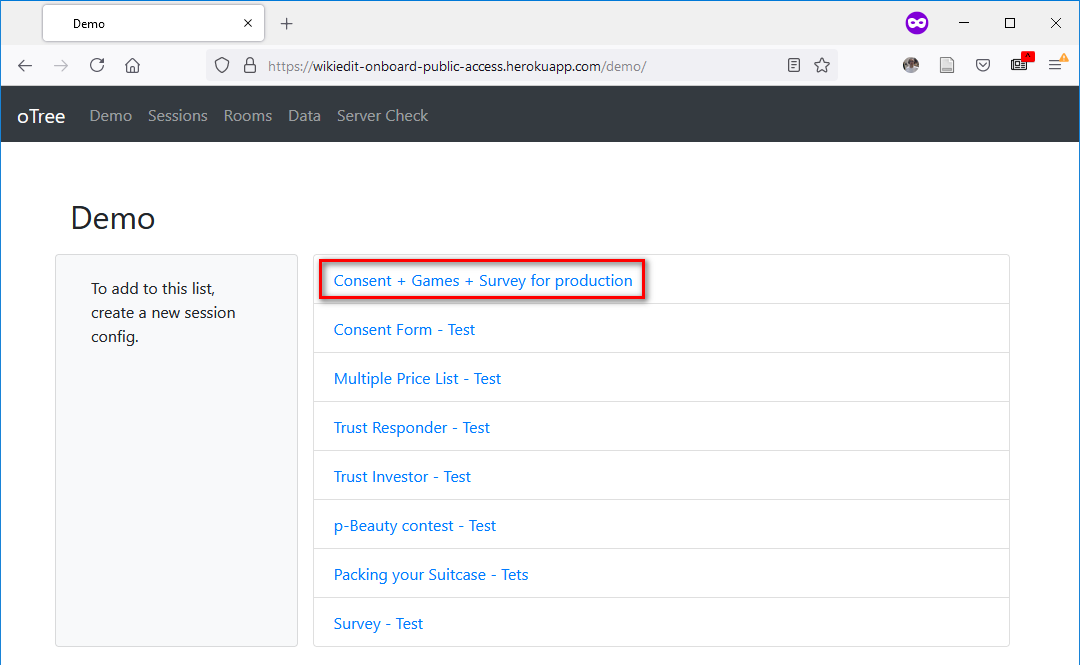 Demo
https://wikiedit-onboard-public-access.herokuapp.com/demo/
oTree Demo Sessions Rooms Data Server Check
Demo
To add to this list,
create a new session
config.
Consent + Games + Survey for production
Consent Form - Test
Multiple Price List - Test
Trust Responder - Test
Trust Investor - Test
p-Beauty contest - Test
Packing your Suitcase - Tets
Survey - Test